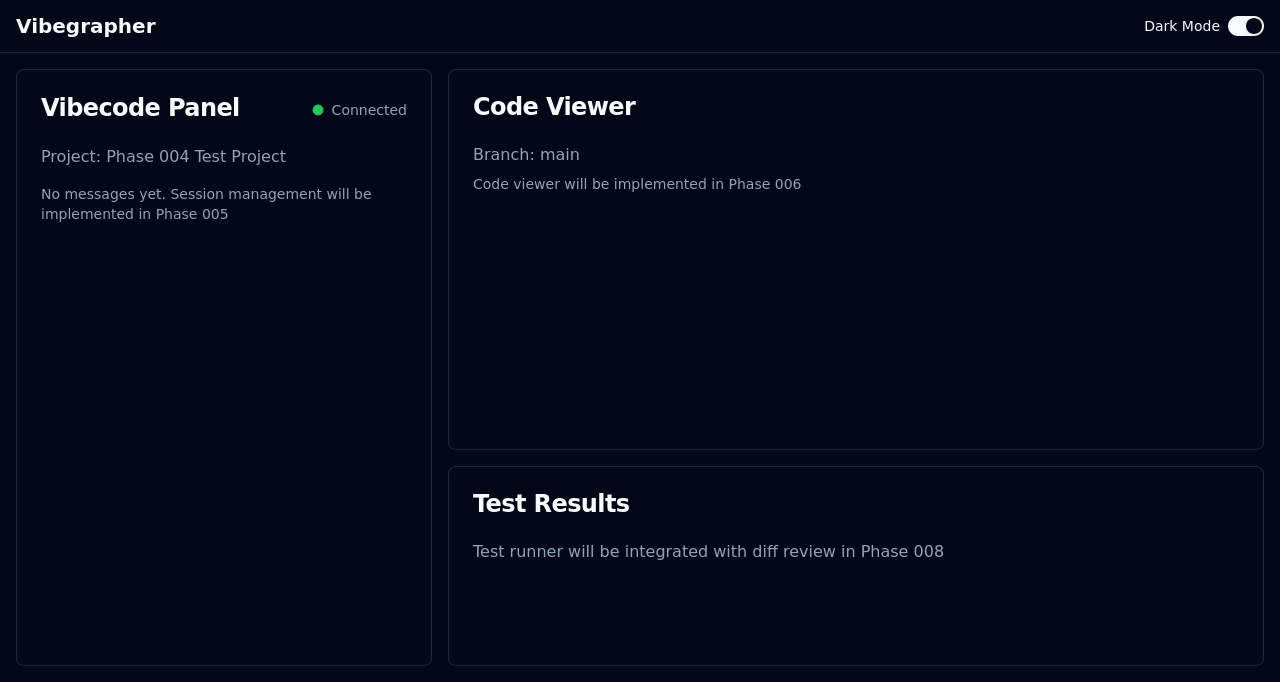 Vibegrapher
Dark Mode
Vibecode Panel
Connected
Project: Phase 004 Test Project
No messages yet. Session management will be
implemented in Phase 005
Code Viewer
Branch: main
Code viewer will be implemented in Phase 006
Test Results
Test runner will be integrated with diff review in Phase 008